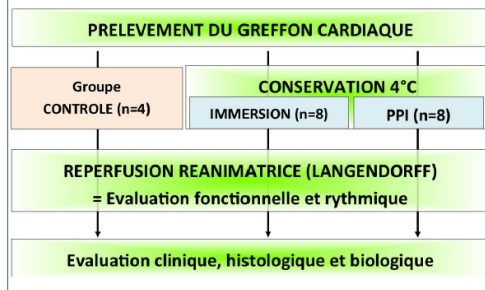 PRELEVEMENT DU GREFFON CARDIAQUE
Groupe
CONTROLE (n=4)
CONSERVATION 4°C
IMMERSION (n=8)
PPI (n=8)
REPERFUSION REANIMATRICE (LANGENDORFF)
= Evaluation fonctionnelle et rythmique
Evaluation clinique, histologique et biologique